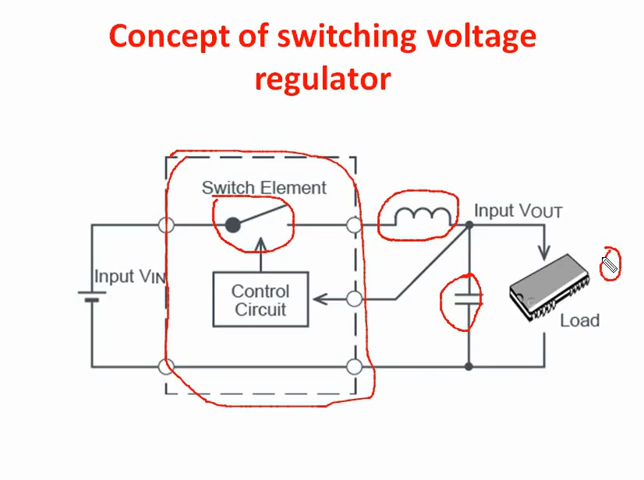 Concept of switching voltage
regulator
Switch Element
Input VOUT
Input VIN
Control
Circuit
Load